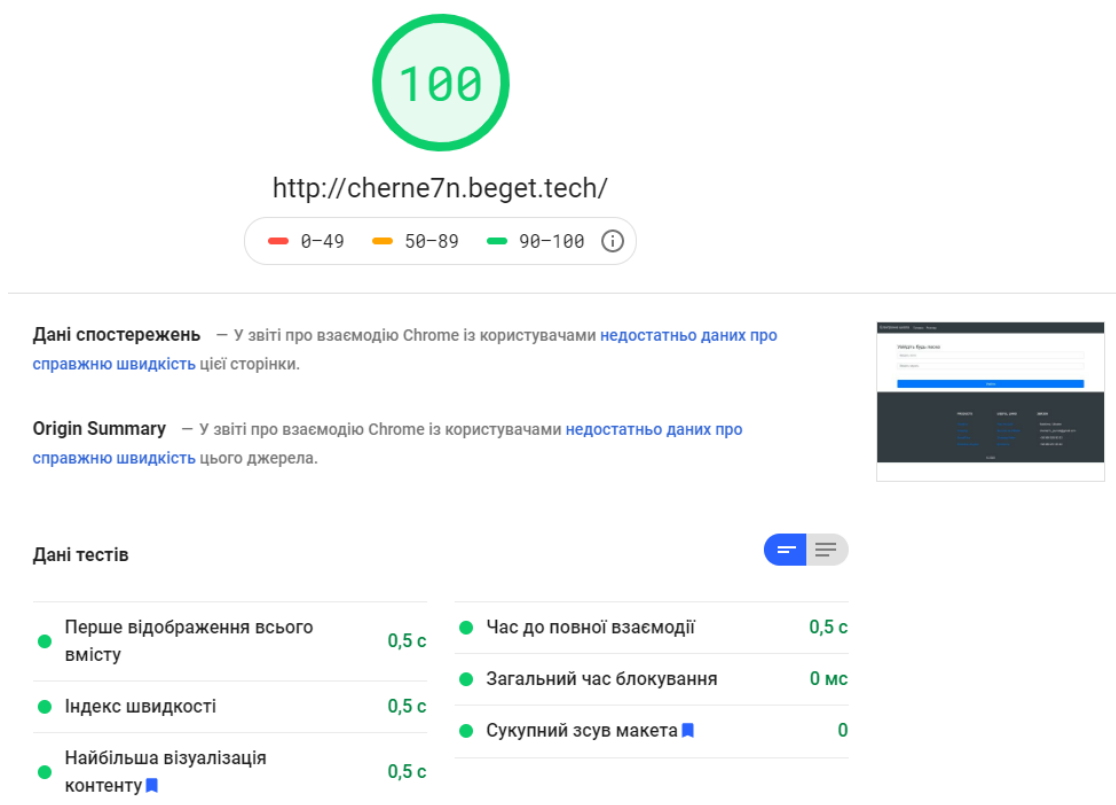 100
http://cherne7n.beget.tech/
0–49 50–89 90–100
Дані спостережень — У звіті про взаємодію Chrome із користувачами недостатньо даних про
справжню швидкість цієї сторінки.
Origin Summary — У звіті про взаємодію Chrome із користувачами недостатньо даних про
справжню швидкість цього джерела.
Дані тестів
Перше відображення всього
вмісту
0,5 с
Індекс швидкості 0,5 с
Найбільша візуалізація
контенту
0,5 с
Час до повної взаємодії 0,5 с
Загальний час блокування 0 мс
Сукупний зсув макета 0